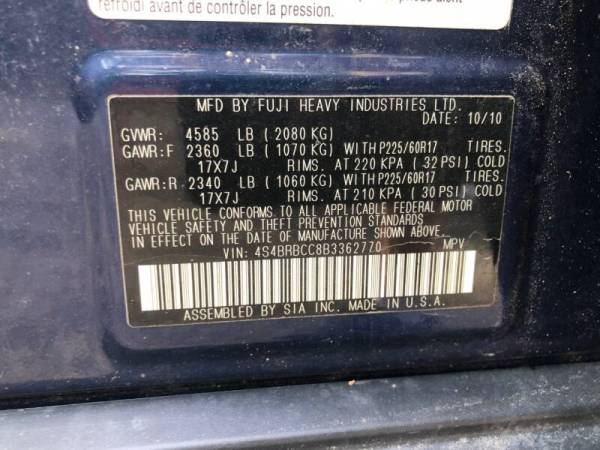 refroidi avant de contrôler la pression.
MFD BY FUJI HEAVY INDUSTRIES LTD.
DATE: 10/10
GVWR: 4585 LB ( 2080 KG)
GAWR:F 2360 LB ( 1070 KG) WITH P225/60R17 TIRES.
17X7J RIMS. AT 220 KPA ( 32 PSI) COLD
GAWR:R 2340 LB ( 1060 KG) WITH P225/60R17 TIRES.
17X7J RIMS. AT 210 KPA ( 30 PSI) COLD
THIS VEHICLE CONFORMS TO ALL APPLICABLE FEDERAL MOTOR
VEHICLE SAFETY AND THEFT PREVENTION STANDARDS
IN EFFECT ON THE DATE OF MANUFACTURE SHOWN ABOVE.
VIN: 4S4BRBCC8B3362770 MPV
ASSEMBLED BY SIA INC. MADE IN U.S.A.